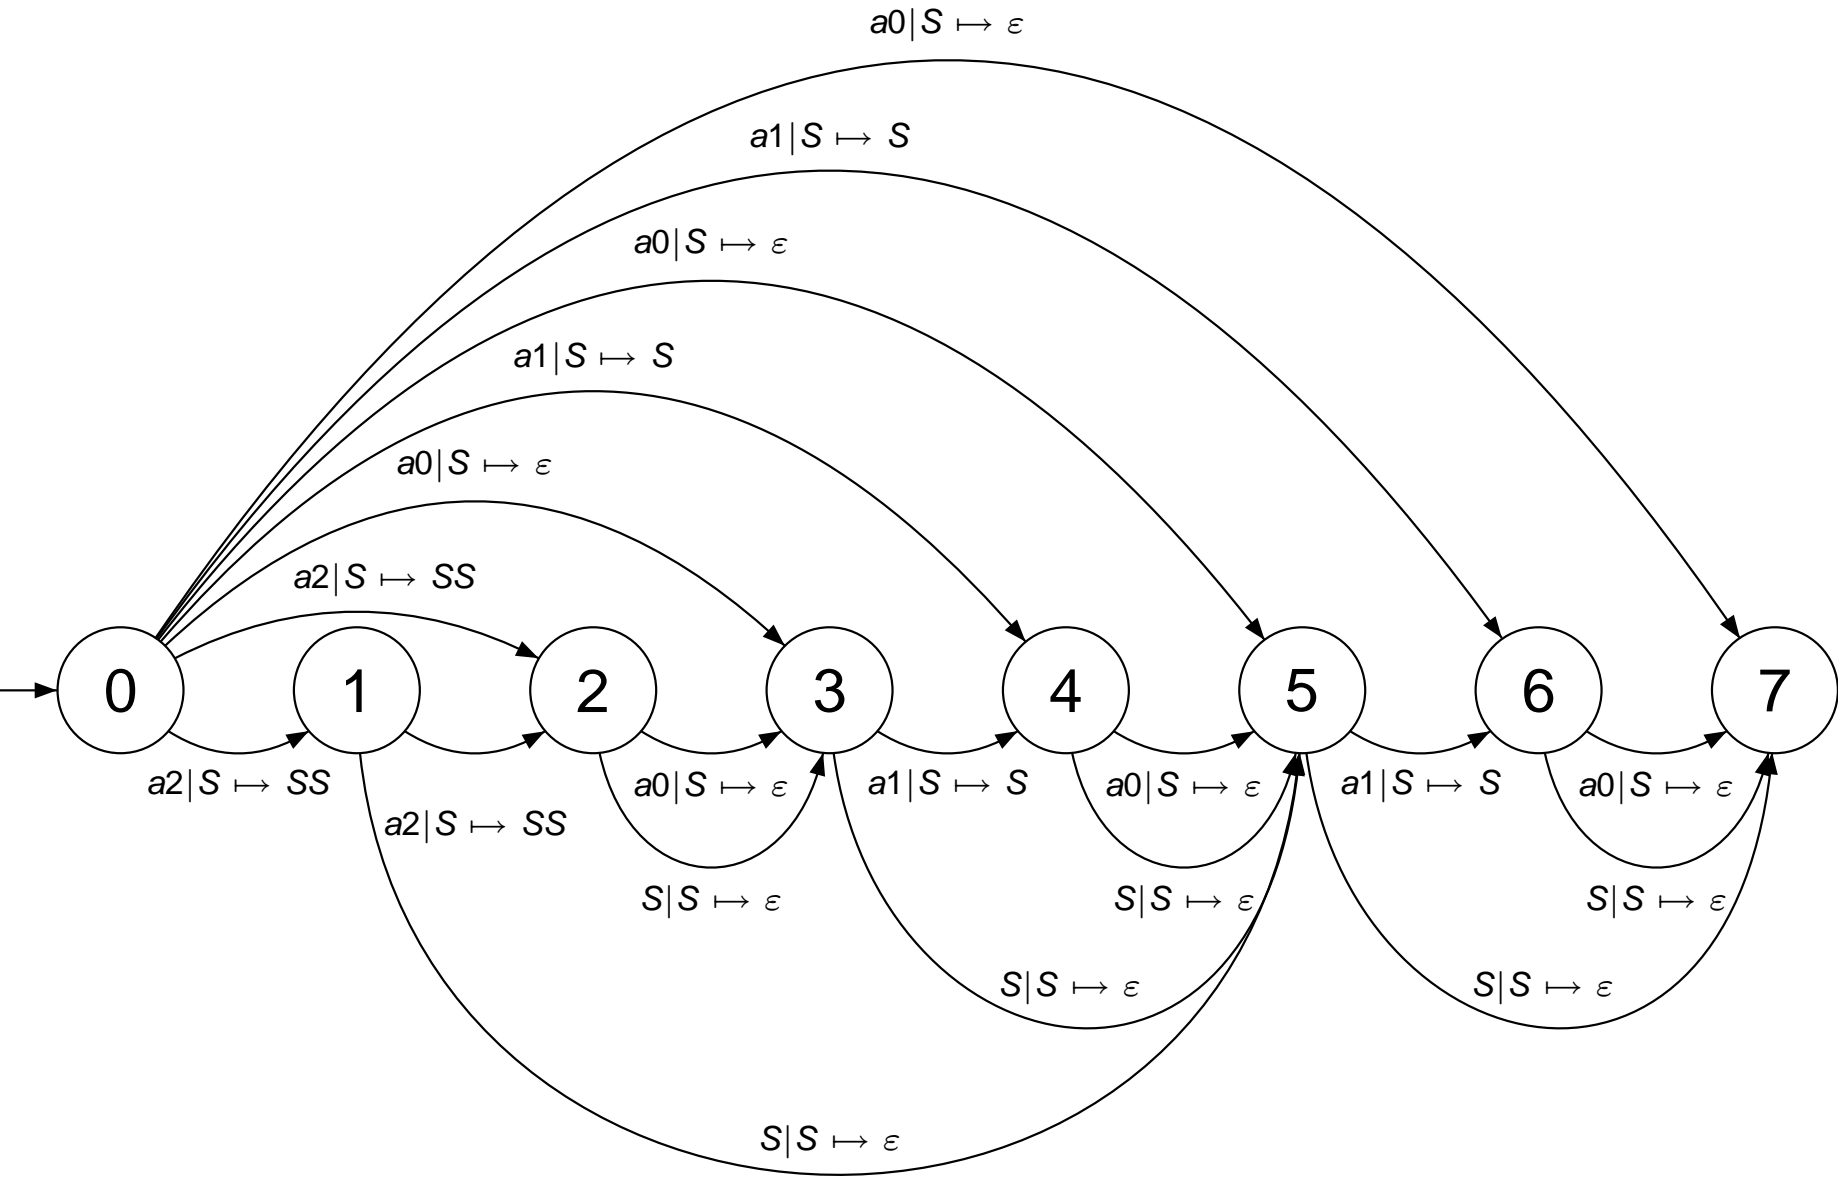 a0|S ↦ ε
a1|S ↦ S
a0|S ↦ ε
a1|S ↦ S
a0|S ↦ ε
a2|S ↦ SS
0 1 2 3 4 5 6 7
a2|S ↦ SS a0|S ↦ ε a1|S ↦ S a0|S ↦ ε a1|S ↦ S a0|S ↦ ε
a2|S ↦ SS
S|S ↦ ε S|S ↦ ε S|S ↦ ε
S|S ↦ ε S|S ↦ ε
S|S ↦ ε